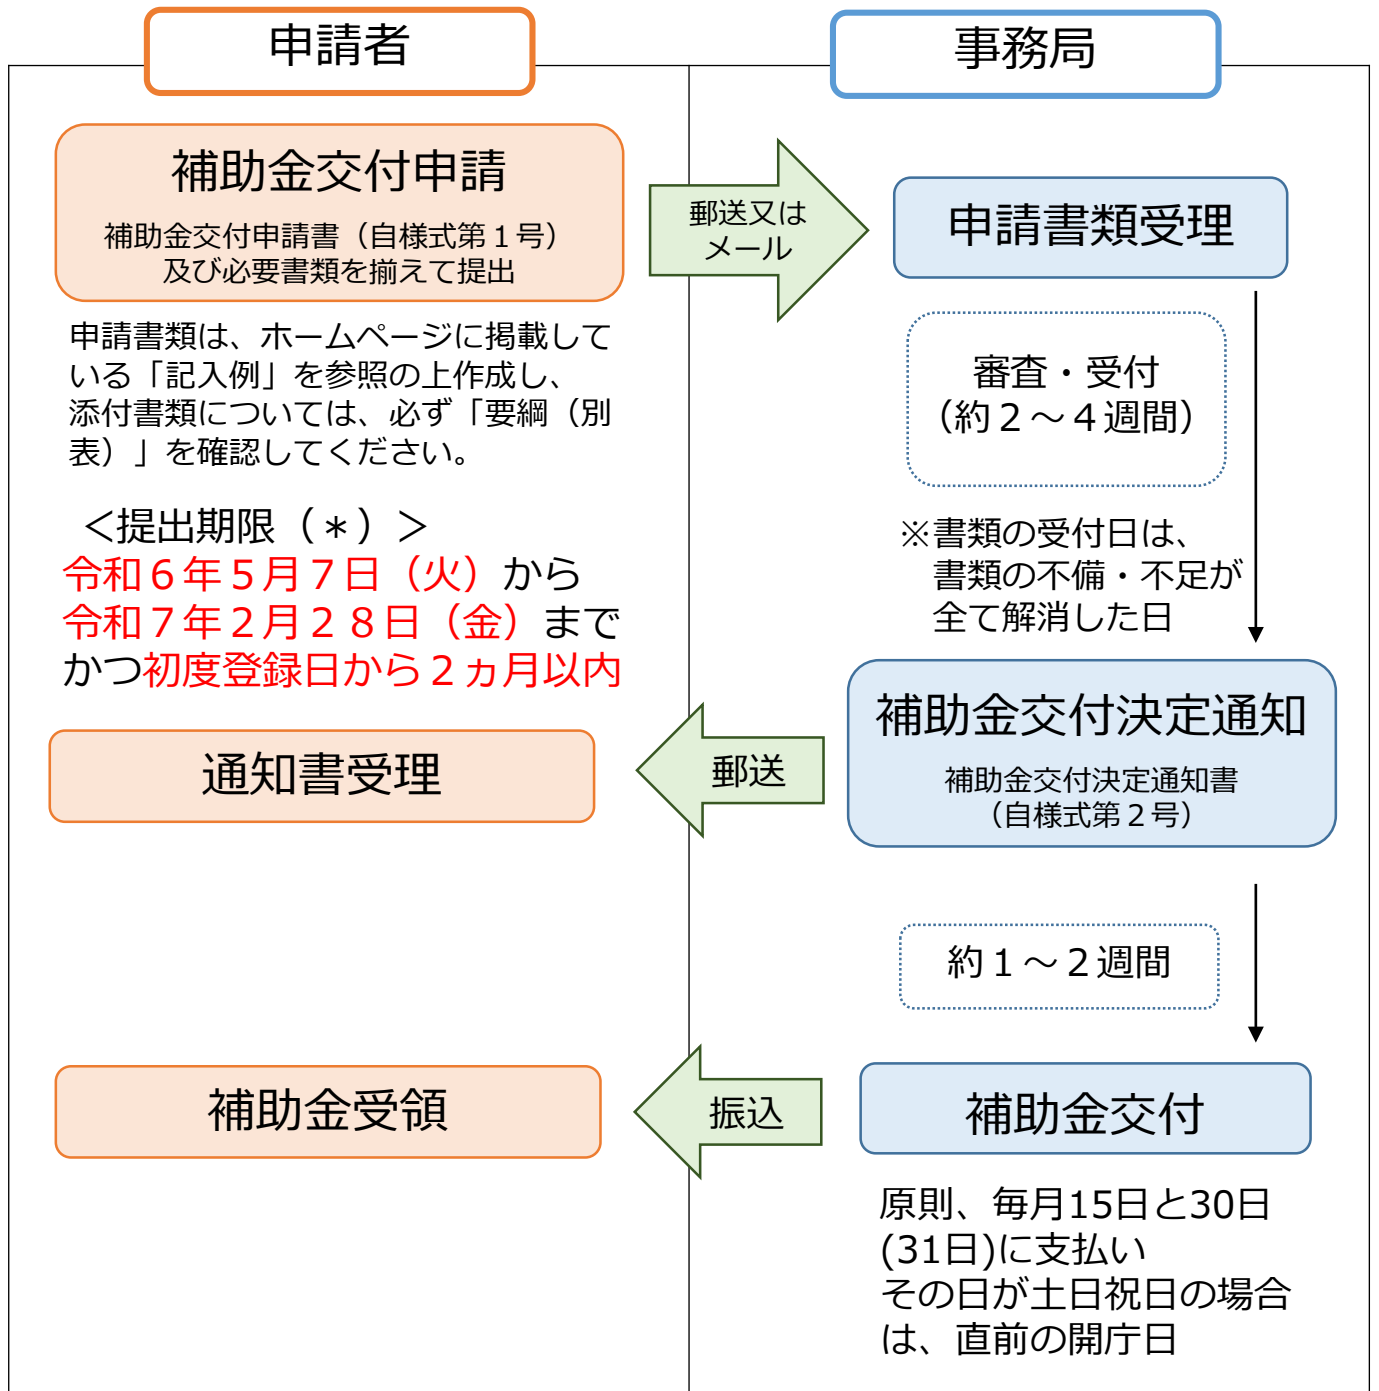 申請者
事務局
補助金交付申請
補助金交付申請書（自様式第１号）
及び必要書類を揃えて提出
郵送又は
メール
申請書類受理
申請書類は、ホームページに掲載して
いる「記入例」を参照の上作成し、
添付書類については、必ず「要綱（別
表）」を確認してください。
審査・受付
（約２～４週間）
＜提出期限（＊）＞
令和６年５月７日（火）から
令和７年２月２８日（金）まで
かつ初度登録日から２ヵ月以内
※書類の受付日は、
書類の不備・不足が
全て解消した日
補助金交付決定通知
補助金交付決定通知書
（自様式第２号）
郵送
通知書受理
約１～２週間
補助金交付
振込
補助金受領
原則、毎月15日と30日
(31日)に支払い
その日が土日祝日の場合
は、直前の開庁日